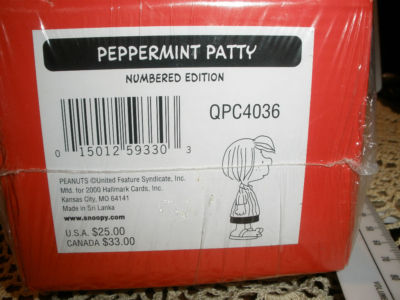 PEPPERMINT PATTY
NUMBERED EDITION
QPC4036
0 15012 59330 3
PEANUTS ©United Feature Syndicate, Inc.
Mfd. for 2000 Hallmark Cards, Inc.
Kansas City, MO 64141
Made in Sri Lanka
www.snoopy.com
U.S.A. $25.00
CANADA $33.00